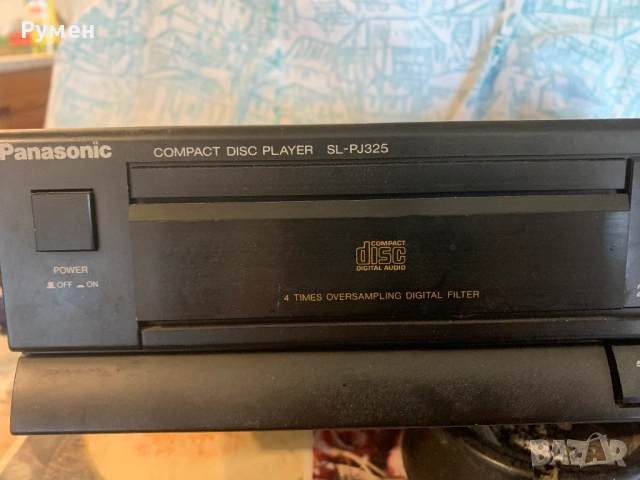 Румен
Panasonic
COMPACT DISC PLAYER SL-PJ325
POWER
OFF ON
COMPACT
disc
DIGITAL AUDIO
4 TIMES OVERSAMPLING DIGITAL FILTER
BAZAR